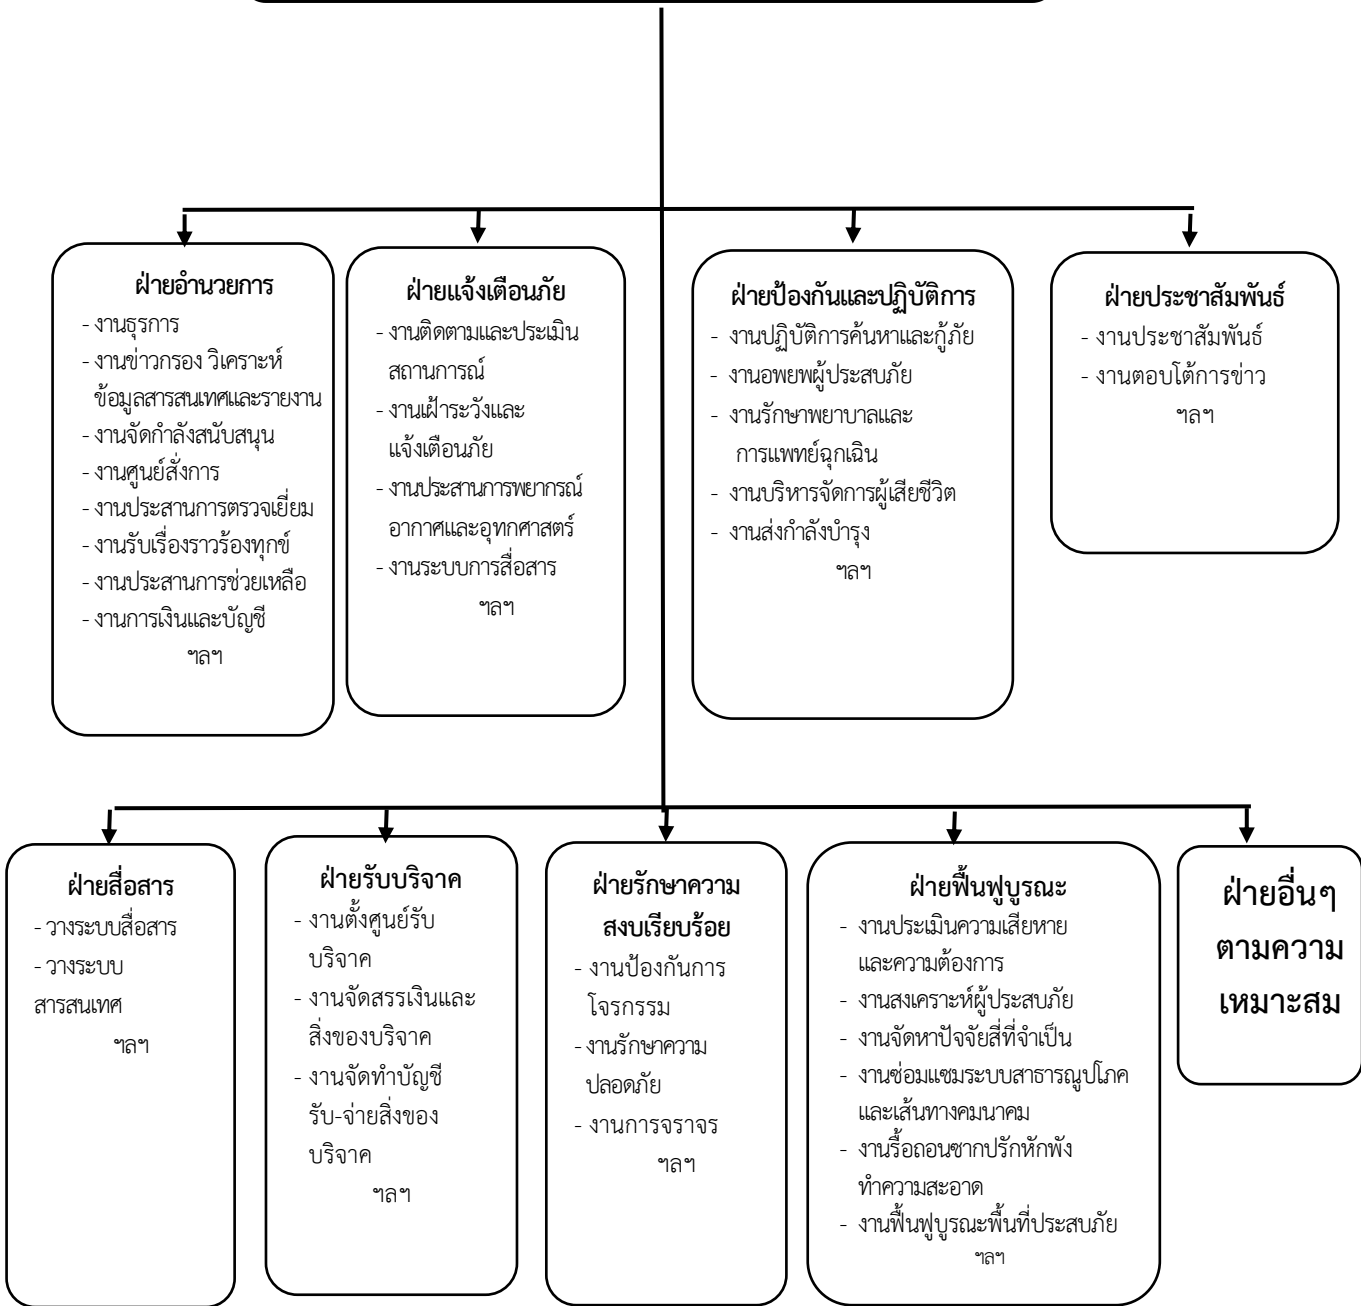 ฝ่ายอำนวยการ
- งานธุรการ
- งานข่าวกรอง วิเคราะห์
ข้อมูลสารสนเทศและรายงาน
- งานจัดกำลังสนับสนุน
- งานศูนย์สั่งการ
- งานประสานการตรวจเยี่ยม
- งานรับเรื่องราวร้องทุกข์
- งานประสานการช่วยเหลือ
- งานการเงินและบัญชี
ฯลฯ
ฝ่ายแจ้งเตือนภัย
- งานติดตามและประเมิน
สถานการณ์
- งานเฝ้าระวังและ
แจ้งเตือนภัย
- งานประสานการพยากรณ์
อากาศและอุทกศาสตร์
- งานระบบการสื่อสาร
ฯลฯ
ฝ่ายป้องกันและปฏิบัติการ
- งานปฏิบัติการค้นหาและกู้ภัย
- งานอพยพผู้ประสบภัย
- งานรักษาพยาบาลและ
การแพทย์ฉุกเฉิน
- งานบริหารจัดการผู้เสียชีวิต
- งานส่งกำลังบำรุง
ฯลฯ
ฝ่ายประชาสัมพันธ์
- งานประชาสัมพันธ์
- งานตอบโต้การข่าว
ฯลฯ
ฝ่ายสื่อสาร
- วางระบบสื่อสาร
- วางระบบ
สารสนเทศ
ฯลฯ
ฝ่ายรับบริจาค
- งานตั้งศูนย์รับ
บริจาค
- งานจัดสรรเงินและ
สิ่งของบริจาค
- งานจัดทำบัญชี
รับ-จ่ายสิ่งของ
บริจาค
ฯลฯ
ฝ่ายรักษาความ
สงบเรียบร้อย
- งานป้องกันการ
โจรกรรม
- งานรักษาความ
ปลอดภัย
- งานการจราจร
ฯลฯ
ฝ่ายฟื้นฟูบูรณะ
- งานประเมินความเสียหาย
และความต้องการ
- งานสงเคราะห์ผู้ประสบภัย
- งานจัดหาปัจจัยสี่ที่จำเป็น
- งานซ่อมแซมระบบสาธารณูปโภค
และเส้นทางคมนาคม
- งานรื้อถอนซากปรักหักพัง
ทำความสะอาด
- งานฟื้นฟูบูรณะพื้นที่ประสบภัย
ฯลฯ
ฝ่ายอื่นๆ
ตามความ
เหมาะสม